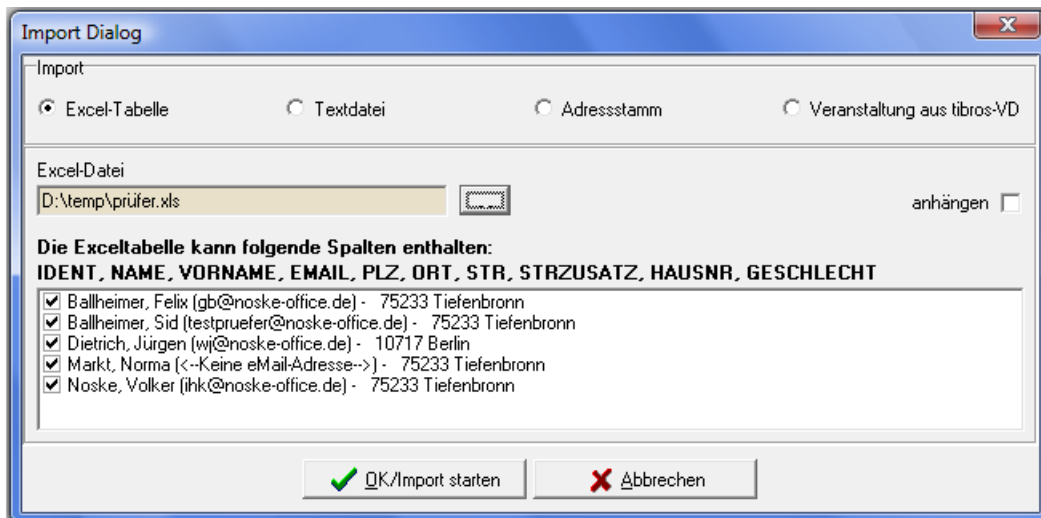 Import Dialog
Import
Excel-Tabelle Textdatei Adressstamm Veranstaltung aus tibros-VD
Excel-Datei
D:\temp\prüfer.xls ... anhängen
Die Exceltabelle kann folgende Spalten enthalten:
IDENT, NAME, VORNAME, EMAIL, PLZ, ORT, STR, STRZUSATZ, HAUSNR, GESCHLECHT
Ballheimer, Felix (gb@noske-office.de) - 75233 Tiefenbronn
Ballheimer, Sid (testpruefer@noske-office.de) - 75233 Tiefenbronn
Dietrich, Jürgen (wj@noske-office.de) - 10717 Berlin
Markt, Norma (<--Keine eMail-Adresse-->) - 75233 Tiefenbronn
Noske, Volker (ihk@noske-office.de) - 75233 Tiefenbronn
OK/Import starten Abbrechen